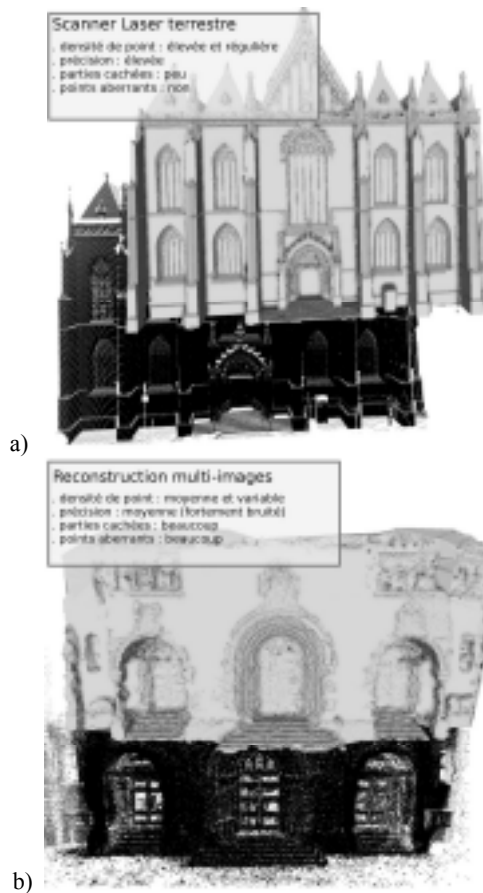 Scanner Laser terrestre
. densité de point : élevée et régulière
. précision : élevée
. parties cachées : peu
. points aberrants : non
a)
Reconstruction multi-images
. densité de point : moyenne et variable
. précision : moyenne (fortement bruité)
. parties cachées : beaucoup
. points aberrants : beaucoup
b)